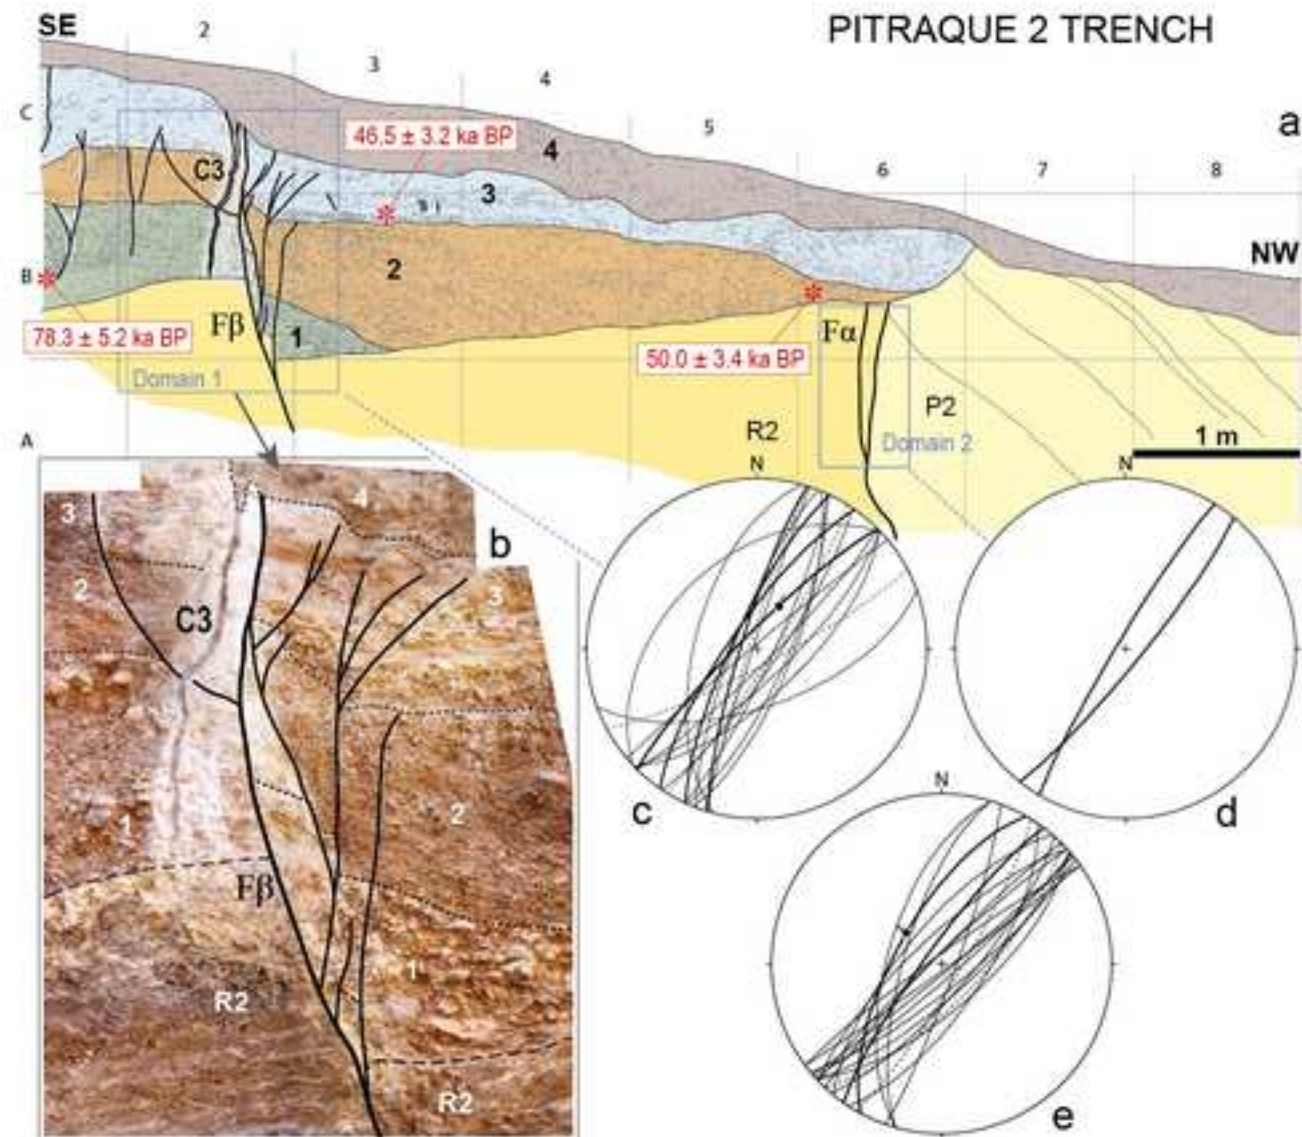 PITRAQUE 2 TRENCH
SE
2
3
4
5
6
7
8
a
C
B
A
46.5 ± 3.2 ka BP
4
3
C3
2
NW
Fβ
1
Fα
78.3 ± 5.2 ka BP
50.0 ± 3.4 ka BP
Domain 1
R2
P2
Domain 2
1 m
N
N
b
3
4
2
C3
3
1
2
Fβ
1
R2
R2
c
d
N
e